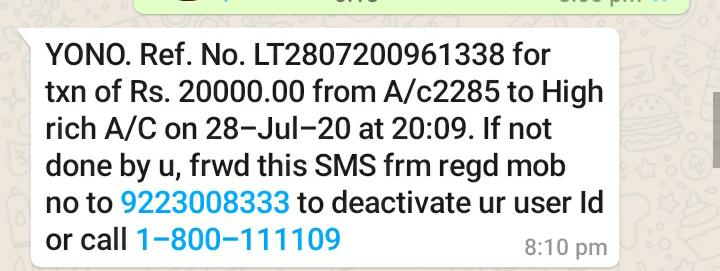 YONO. Ref. No. LT2807200961338 for
txn of Rs. 20000.00 from A/c2285 to High
rich A/C on 28–Jul–20 at 20:09. If not
done by u, frwd this SMS frm regd mob
no to 9223008333 to deactivate ur user Id
or call 1–800–111109
8:10 pm